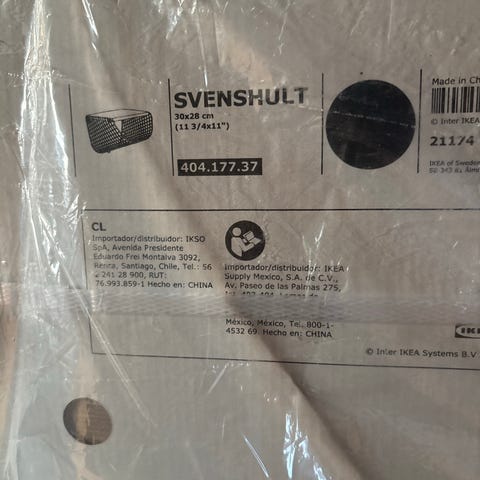 SVENSHULT
30x28 cm
(11 3/4x11")
404.177.37
Made in
© Inter IKEA
21174
IKEA of Sweden
CL
Importador/distribuidor: IKSO
SpA, Avenida Presidente
Eduardo Frei Montalva 3092,
Renca, Santiago, Chile, Tel.: 56
2 241 28 900, RUT:
76.993.859-1 Hecho en: CHINA
Importador/distribuidor: IKEA
Supply Mexico, S.A. de C.V.,
Av. Paseo de las Palmas 275,
México, México, Tel. 800-1-
4532 69. Hecho en: CHINA
© Inter IKEA Systems B.V